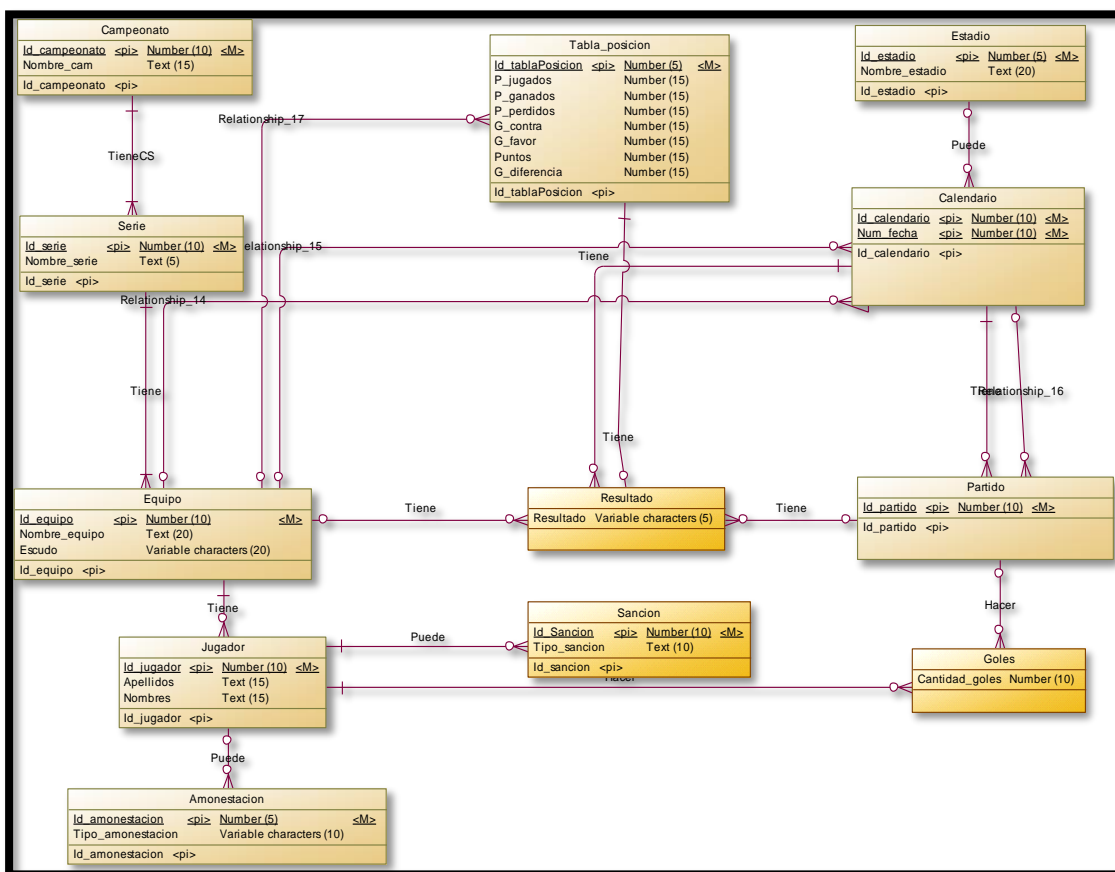 Campeonato
Id_campeonato <pi> Number (10) <M>
Nombre_cam Text (15)
Id_campeonato <pi>
TieneCS
Serie
Id_serie <pi> Number (10) <M>
Nombre_serie Text (5)
Id_serie <pi>
Tabla_posicion
Id_tablaPosicion <pi> Number (5) <M>
P_jugados Number (15)
P_ganados Number (15)
P_perdidos Number (15)
G_contra Number (15)
G_favor Number (15)
Puntos Number (15)
G_diferencia Number (15)
Id_tablaPosicion <pi>
Estadio
Id_estadio <pi> Number (5) <M>
Nombre_estadio Text (20)
Id_estadio <pi>
Puede
Calendario
Id_calendario <pi> Number (10) <M>
Num_fecha <pi> Number (10) <M>
Id_calendario <pi>
Relationship_17
elationship_15
Relationship_14
Tiene
Tiene
Tiene
Tiene
Relationship_16
Equipo
Id_equipo <pi> Number (10) <M>
Nombre_equipo Text (20)
Escudo Variable characters (20)
Id_equipo <pi>
Tiene
Resultado
Resultado Variable characters (5)
Tiene
Partido
Id_partido <pi> Number (10) <M>
Id_partido <pi>
Tiene
Hacer
Jugador
Id_jugador <pi> Number (10) <M>
Apellidos Text (15)
Nombres Text (15)
Id_jugador <pi>
Puede
Sancion
Id_Sancion <pi> Number (10) <M>
Tipo_sancion Text (10)
Id_sancion <pi>
Hacer
Goles
Cantidad_goles Number (10)
Puede
Amonestacion
Id_amonestacion <pi> Number (5) <M>
Tipo_amonestacion Variable characters (10)
Id_amonestacion <pi>